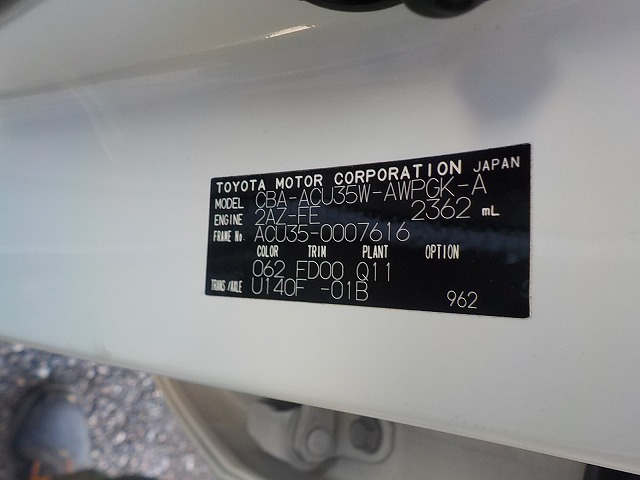 TOYOTA MOTOR CORPORATION JAPAN
MODEL CBA-ACU35W-AWPGK-A
ENGINE 2AZ-FE 2362 mL
FRAME No. ACU35-0007616
COLOR TRIM PLANT OPTION
062 FD00 Q11
TRANS/AXLE U140F -01B 962